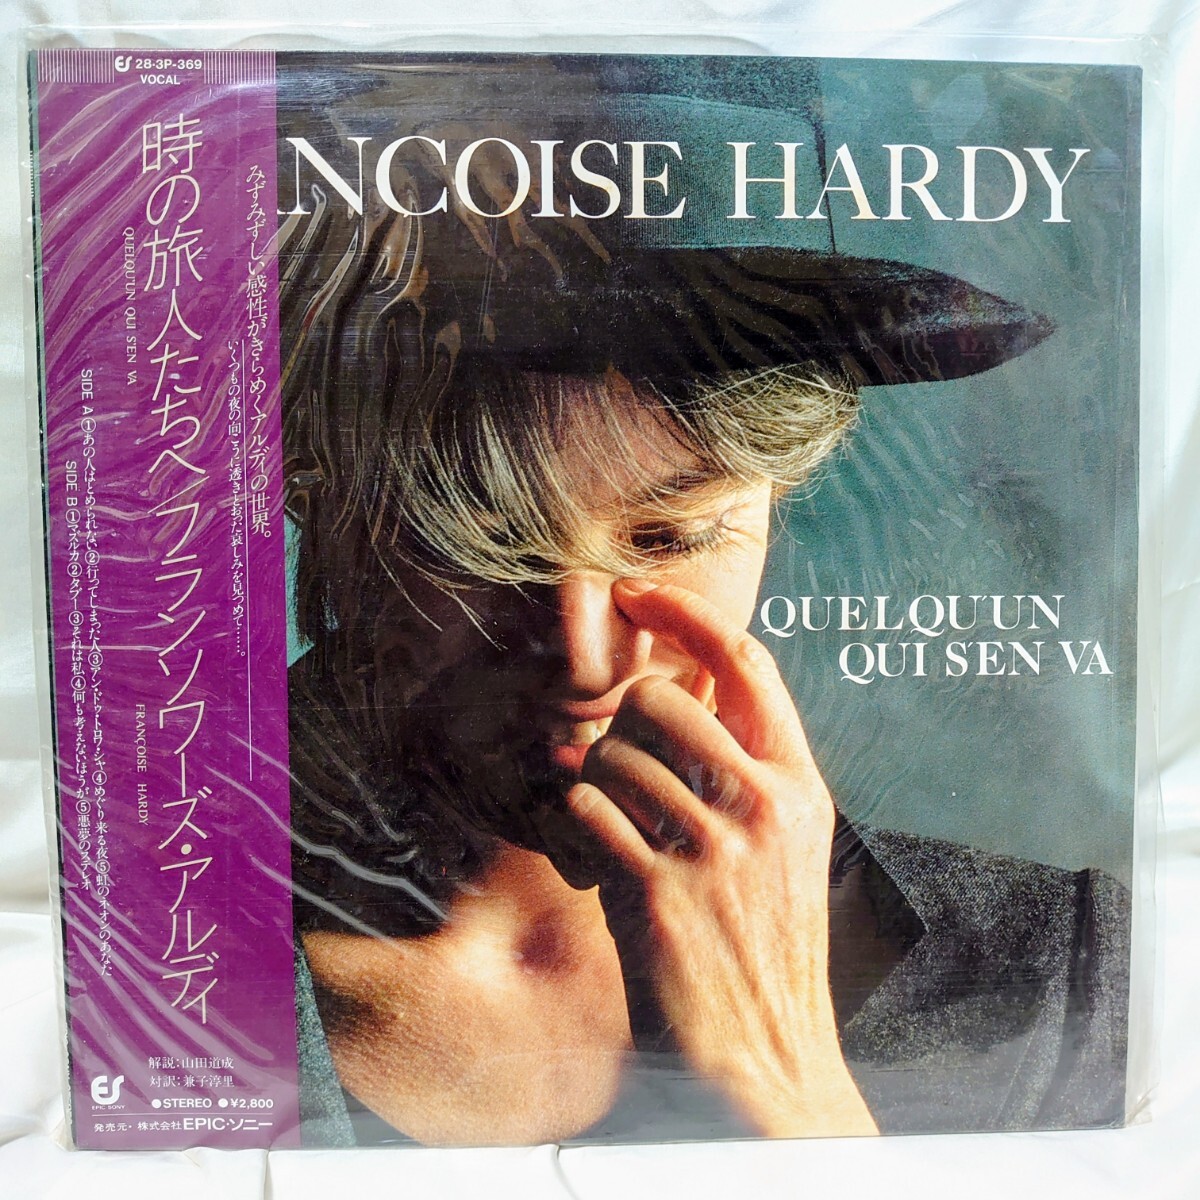 ES 28-3P-369
VOCAL
みずみずしい感性がきらめくアルディの世界。
いくつもの夜の向こうに透きとおった哀しみを見つめて……。
時の旅人たちへ/フランソワーズ・アルディ
QUELQU'UN QUI S'EN VA
FRANÇOISE HARDY
SIDE A ①あの人はとめられない②行ってしまった人③アン・ドゥ・トロワ・シャ④めぐり来る夜⑤虹のネオンのあなた
SIDE B ①マズルカ②タブー③それは私④何も考えないほうが⑤悪夢のステレオ
解説:山田道成
対訳:兼子淳里
ES
EPIC SONY
●STEREO ●¥2,800
発売元・株式会社EPIC・ソニー
NCOISE HARDY
QUELQU'UN
QUI S'EN VA